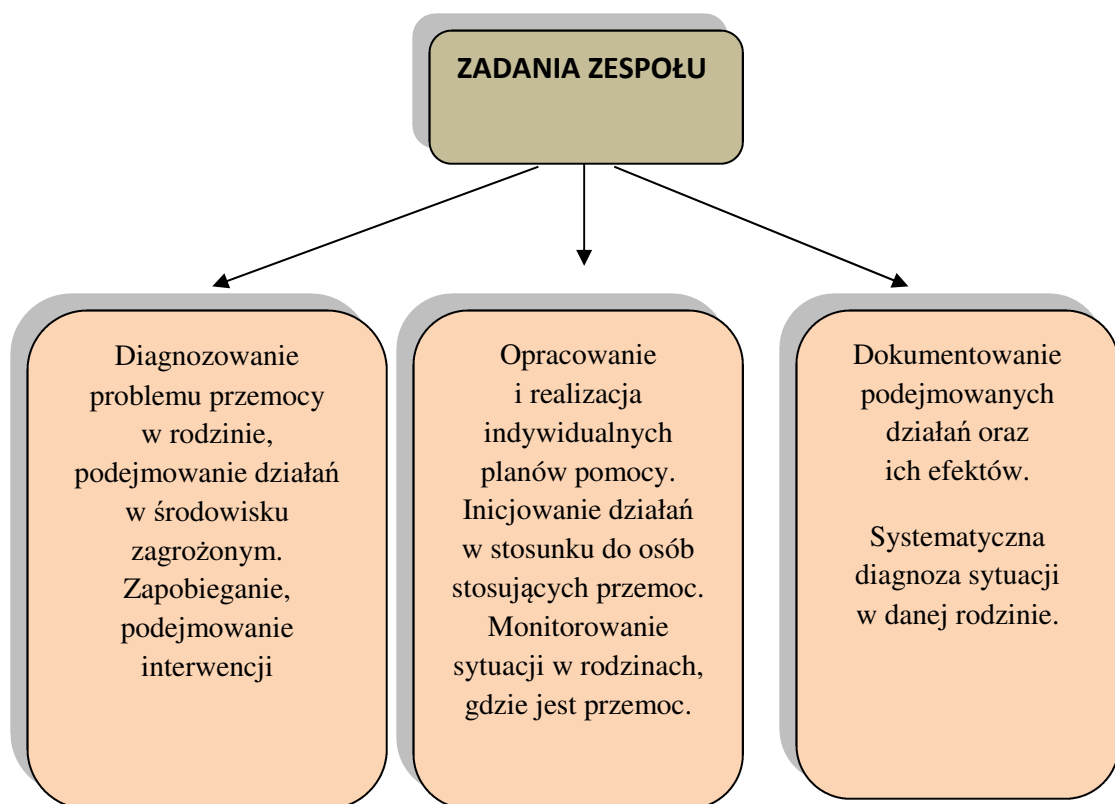 ZADANIA ZESPOŁU
Diagnozowanie
problemu przemocy
w rodzinie,
podejmowanie działań
w środowisku
zagrożonym.
Zapobieganie,
podejmowanie
interwencji
Opracowanie
i realizacja
indywidualnych
planów pomocy.
Inicjowanie działań
w stosunku do osób
stosujących przemoc.
Monitorowanie
sytuacji w rodzinach,
gdzie jest przemoc.
Dokumentowanie
podejmowanych
działań oraz
ich efektów.
Systematyczna
diagnoza sytuacji
w danej rodzinie.